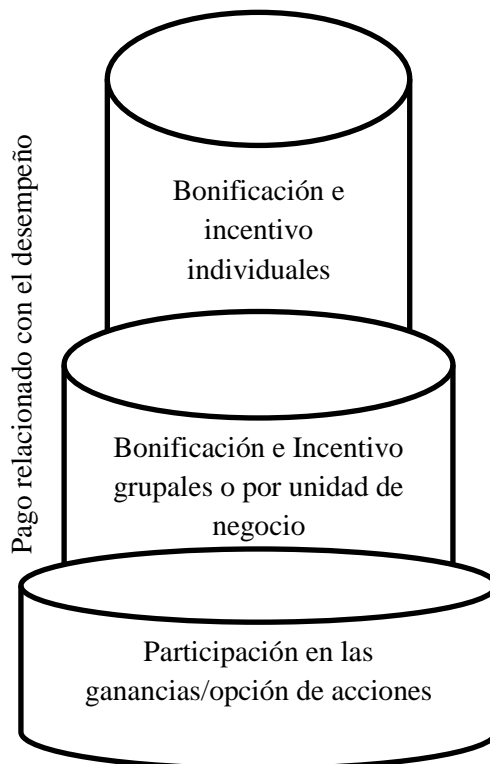 Pago relacionado con el desempeño
Bonificación e
incentivo
individuales
Bonificación e Incentivo
grupales o por unidad de
negocio
Participación en las
ganancias/opción de acciones